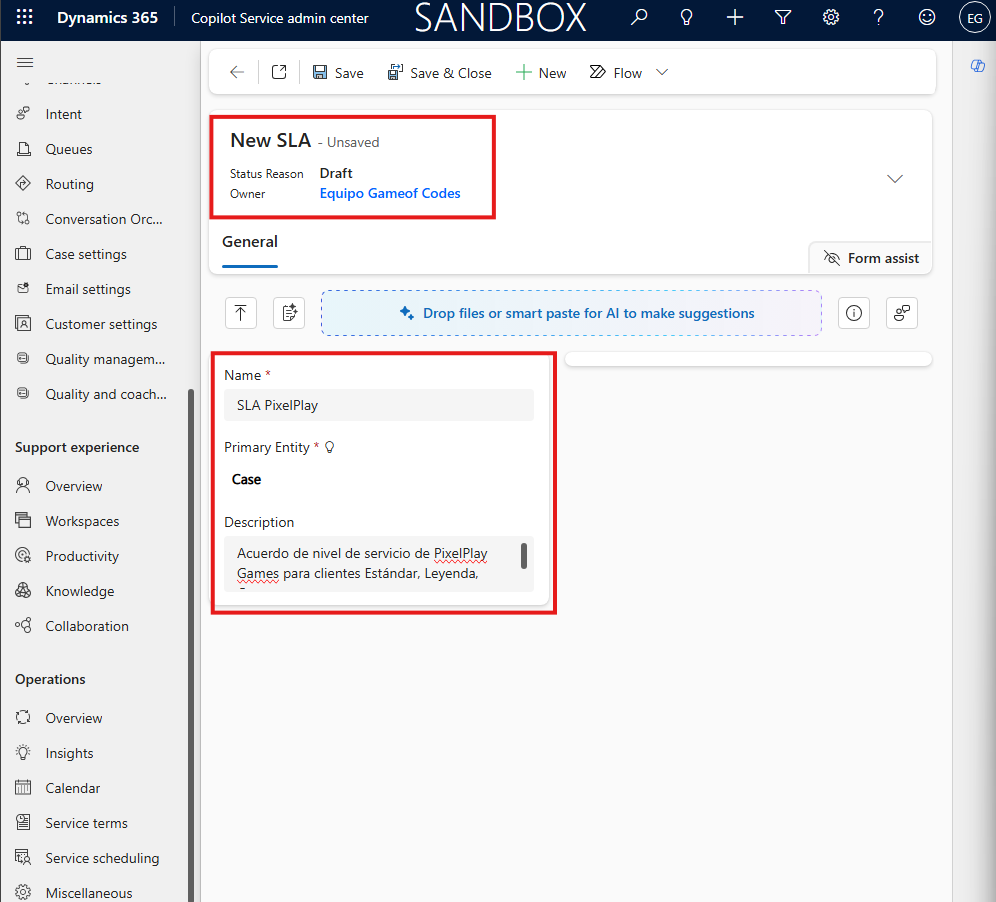 Dynamics 365
Copilot Service admin center
SANDBOX
EG
Intent
Queues
Routing
Conversation Orc...
Case settings
Email settings
Customer settings
Quality managem...
Quality and coach...
Support experience
Overview
Workspaces
Productivity
Knowledge
Collaboration
Operations
Overview
Insights
Calendar
Service terms
Service scheduling
Miscellaneous
Save
Save & Close
New
Flow
New SLA - Unsaved
Status Reason Draft
Owner Equipo Gameof Codes
General
Form assist
Drop files or smart paste for AI to make suggestions
Name *
SLA PixelPlay
Primary Entity *
Case
Description
Acuerdo de nivel de servicio de PixelPlay
Games para clientes Estándar, Leyenda,